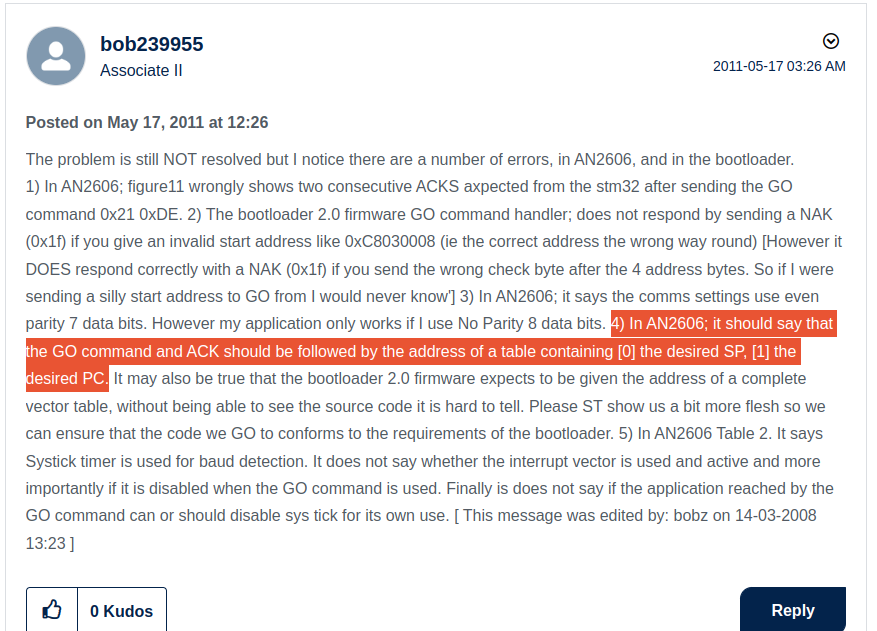 bob239955
Associate II
2011-05-17 03:26 AM
Posted on May 17, 2011 at 12:26
The problem is still NOT resolved but I notice there are a number of errors, in AN2606, and in the bootloader.
1) In AN2606; figure11 wrongly shows two consecutive ACKS axpected from the stm32 after sending the GO
command 0x21 0xDE. 2) The bootloader 2.0 firmware GO command handler; does not respond by sending a NAK
(0x1f) if you give an invalid start address like 0xC8030008 (ie the correct address the wrong way round) [However it
DOES respond correctly with a NAK (0x1f) if you send the wrong check byte after the 4 address bytes. So if I were
sending a silly start address to GO from I would never know'] 3) In AN2606; it says the comms settings use even
parity 7 data bits. However my application only works if I use No Parity 8 data bits. 4) In AN2606; it should say that
the GO command and ACK should be followed by the address of a table containing [0] the desired SP, [1] the
desired PC. It may also be true that the bootloader 2.0 firmware expects to be given the address of a complete
vector table, without being able to see the source code it is hard to tell. Please ST show us a bit more flesh so we
can ensure that the code we GO to conforms to the requirements of the bootloader. 5) In AN2606 Table 2. It says
Systick timer is used for baud detection. It does not say whether the interrupt vector is used and active and more
importantly if it is disabled when the GO command is used. Finally is does not say if the application reached by the
GO command can or should disable sys tick for its own use. [ This message was edited by: bobz on 14-03-2008
13:23 ]
0 Kudos
Reply